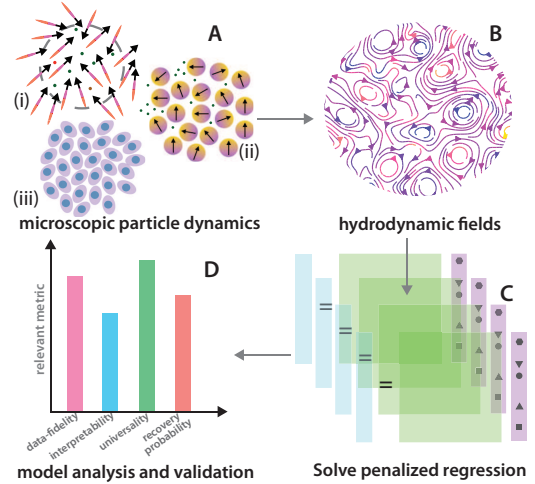 A
(i)
(ii)
(iii)
microscopic particle dynamics
B
hydrodynamic fields
C
=
=
=
=
Solve penalized regression
D
relevant metric
data-fidelity
interpretability
universality
recovery
probability
model analysis and validation